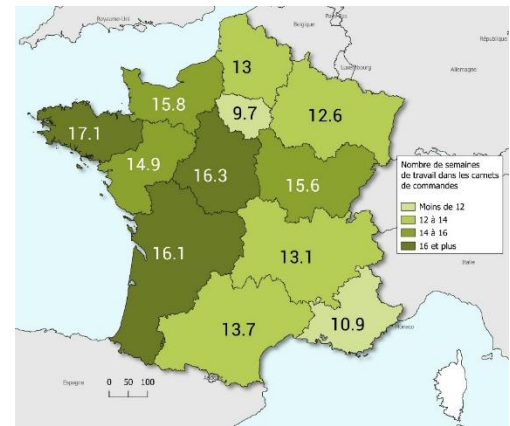 Royaume-Uni
Belgique
Luxembourg
Allemagne
République
13
15.8
9.7
12.6
17.1
14.9
16.3
15.6
Nombre de semaines
de travail dans les carnets
de commandes
Moins de 12
12 à 14
14 à 16
16 et plus
16.1
13.1
Italie
13.7
10.9
Monaco
Espagne
0 50 100